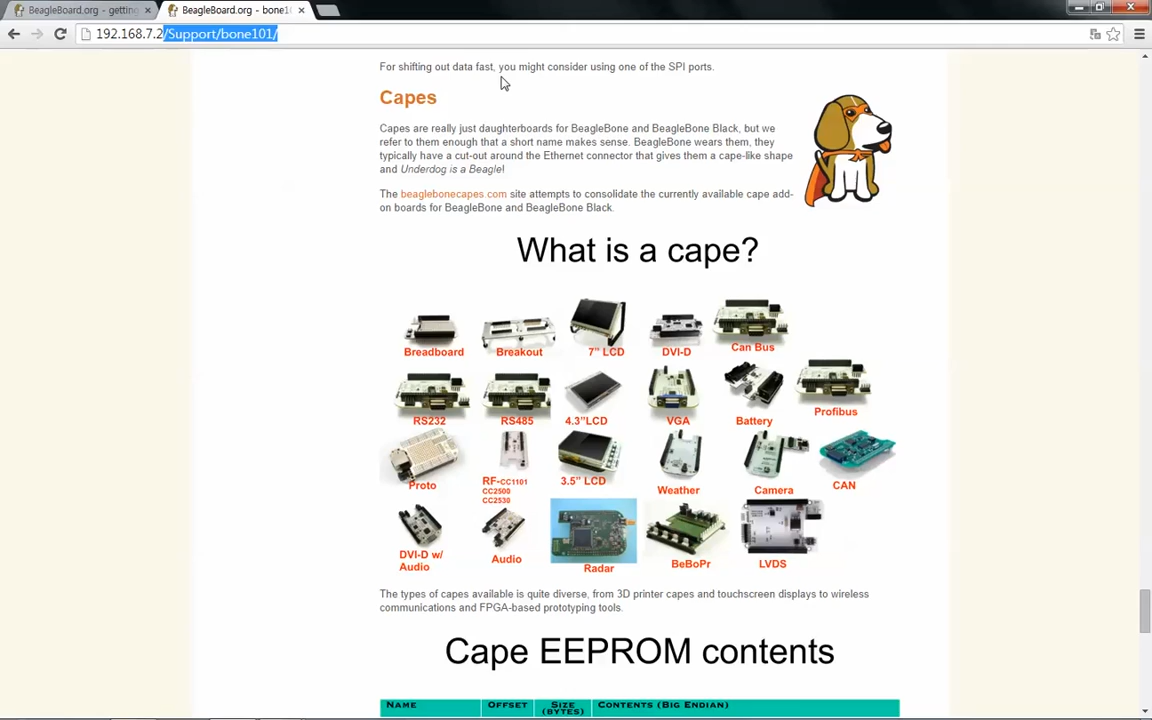 BeagleBoard.org - getting
BeagleBoard.org - bone1
192.168.7.2/Support/bone101/
For shifting out data fast, you might consider using one of the SPI ports.
Capes
Capes are really just daughterboards for BeagleBone and BeagleBone Black, but we
refer to them enough that a short name makes sense. BeagleBone wears them, they
typically have a cut-out around the Ethernet connector that gives them a cape-like shape
and Underdog is a Beagle!
The beaglebonecapes.com site attempts to consolidate the currently available cape add-
on boards for BeagleBone and BeagleBone Black.
What is a cape?
Breadboard
Breakout
7" LCD
DVI-D
Can Bus
RS232
RS485
4.3"LCD
VGA
Battery
Profibus
Proto
RF-CC1101
CC2500
CC2530
3.5" LCD
Weather
Camera
CAN
DVI-D w/
Audio
Audio
Radar
BeBoPr
LVDS
The types of capes available is quite diverse, from 3D printer capes and touchscreen displays to wireless
communications and FPGA-based prototyping tools.
Cape EEPROM contents
NAME OFFSET SIZE (BYTES) CONTENTS (BIG ENDIAN)